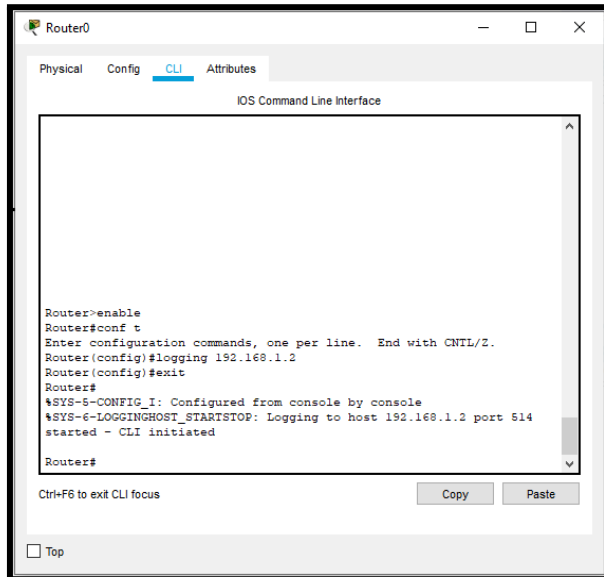 Router0
Physical Config CLI Attributes
IOS Command Line Interface
Router>enable
Router#conf t
Enter configuration commands, one per line.  End with CNTL/Z.
Router(config)#logging 192.168.1.2
Router(config)#exit
Router#
%SYS-5-CONFIG_I: Configured from console by console
%SYS-6-LOGGINGHOST_STARTSTOP: Logging to host 192.168.1.2 port 514
started - CLI initiated
Router#
Ctrl+F6 to exit CLI focus
Copy Paste
Top